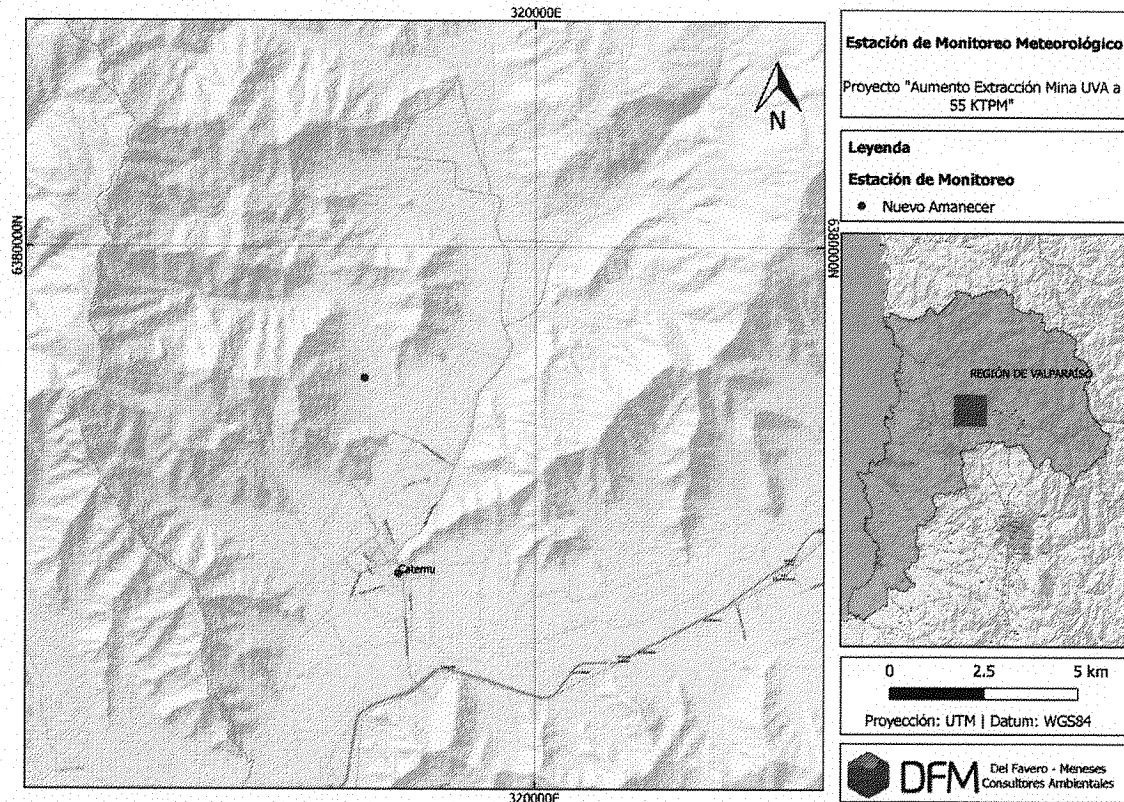 320000E
6380000N
6380000N
N
Catemu
320000E
Estación de Monitoreo Meteorológico
Proyecto "Aumento Extracción Mina UVA a
55 KTPM"
Leyenda
Estación de Monitoreo
Nuevo Amanecer
REGIÓN DE VALPARAÍSO
0 2.5 5 km
Proyección: UTM | Datum: WGS84
DFM
Del Favero - Meneses
Consultores Ambientales